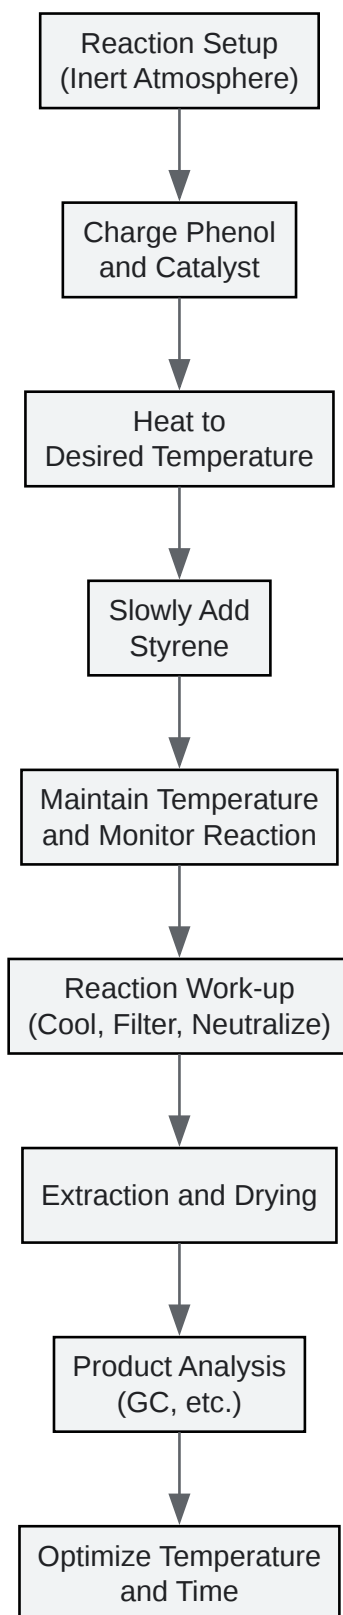 Reaction Setup
(Inert Atmosphere)
Charge Phenol
and Catalyst
Heat to
Desired Temperature
Slowly Add
Styrene
Maintain Temperature
and Monitor Reaction
Reaction Work-up
(Cool, Filter, Neutralize)
Extraction and Drying
Product Analysis
(GC, etc.)
Optimize Temperature
and Time